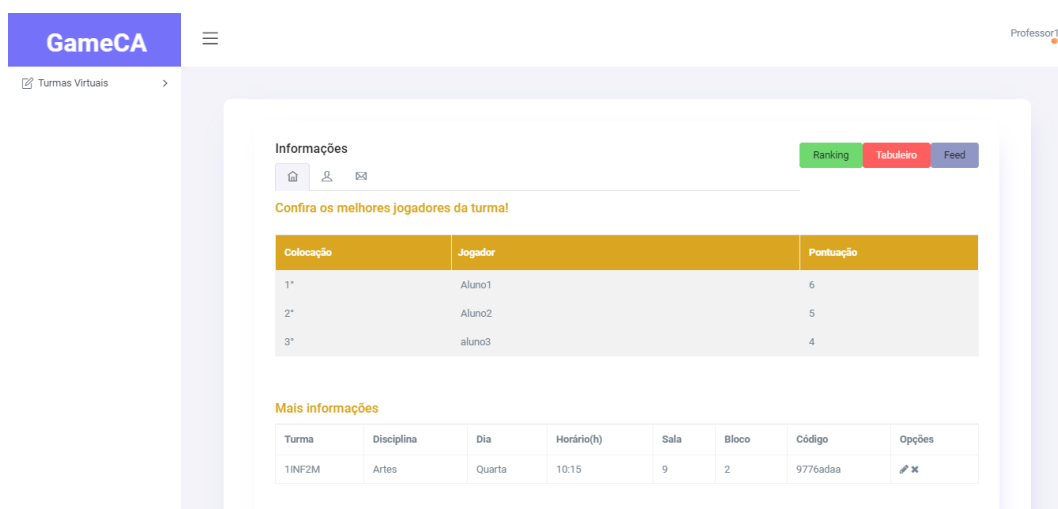 GameCA
Professor1
Turmas Virtuais
Informações
Ranking Tabuleiro Feed
Confira os melhores jogadores da turma!
Colocação Jogador Pontuação
1° Aluno1 6
2° Aluno2 5
3° aluno3 4
Mais informações
Turma Disciplina Dia Horário(h) Sala Bloco Código Opções
1INF2M Artes Quarta 10:15 9 2 9776adaa